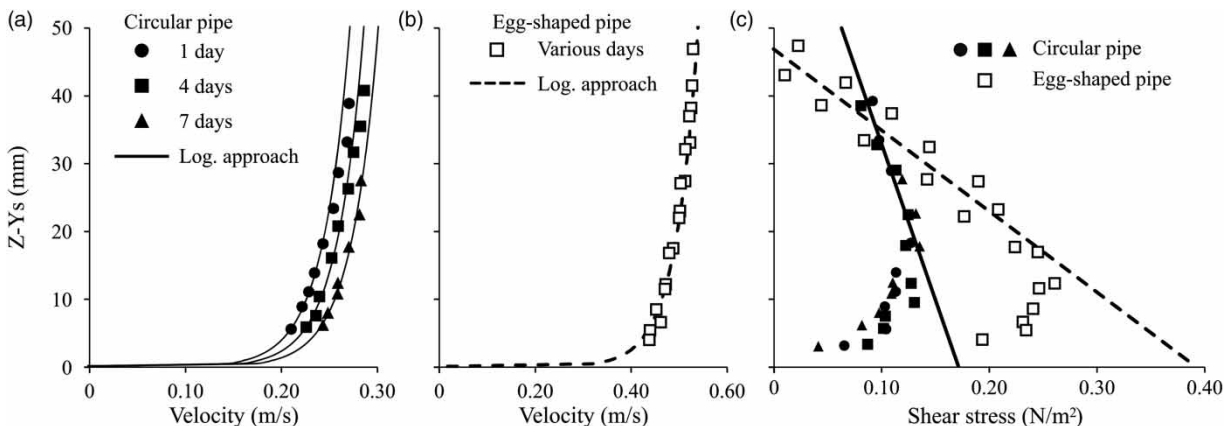 (a)
Circular pipe
1 day
4 days
7 days
Log. approach
Z-Ys (mm)
50
40
30
20
10
0
0
0.10
0.20
0.30
Velocity (m/s)
(b)
Egg-shaped pipe
Various days
Log. approach
0
0.20
0.40
0.60
Velocity (m/s)
(c)
Circular pipe
Egg-shaped pipe
0
0.10
0.20
0.30
0.40
Shear stress (N/m²)